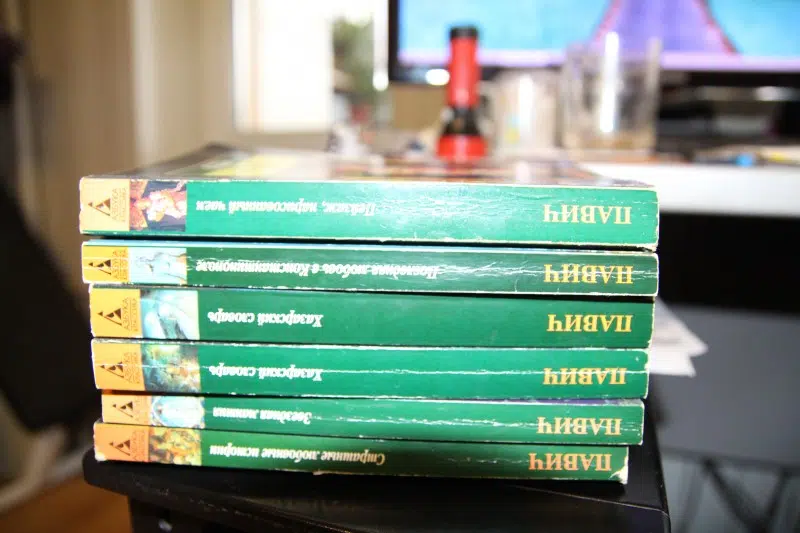 ПАВИЧ Пейзаж, нарисованный чаем
ПАВИЧ Последняя любовь в Константинополе
ПАВИЧ Хазарский словарь
ПАВИЧ Хазарский словарь
ПАВИЧ Звездная мантия
ПАВИЧ Страшные любовные истории